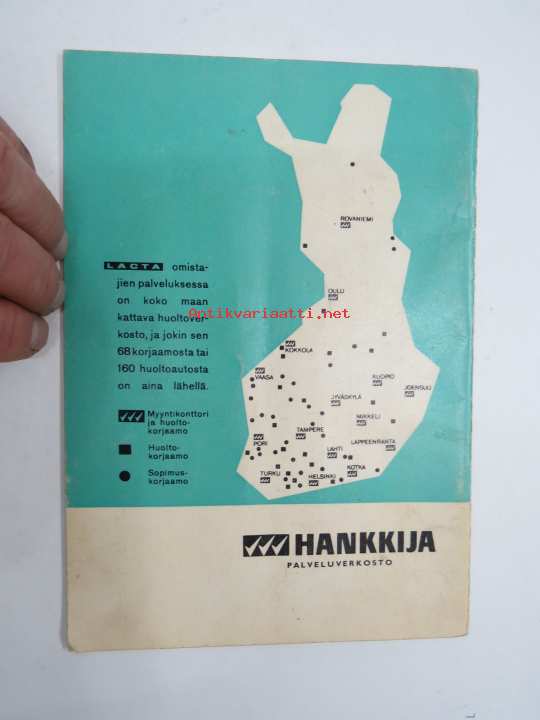 ROVANIEMI
LACTA omista-
jien palveluksessa
on koko maan
kattava huoltover-
kosto, ja jokin sen
68 korjaamosta tai
160 huoltoautosta
on aina lähellä.
OULU
Antikvariaatti.net
KOKKOLA
VAASA
KUOPIO
JOENSUU
JYVÄSKYLÄ
MIKKELI
TAMPERE
PORI
LAPPEENRANTA
LAHTI
TURKU
HELSINKI
KOTKA
Myyntikonttori
ja huolto-
korjaamo
Huolto-
korjaamo
Sopimus-
korjaamo
HANKKIJA
PALVELUVERKOSTO